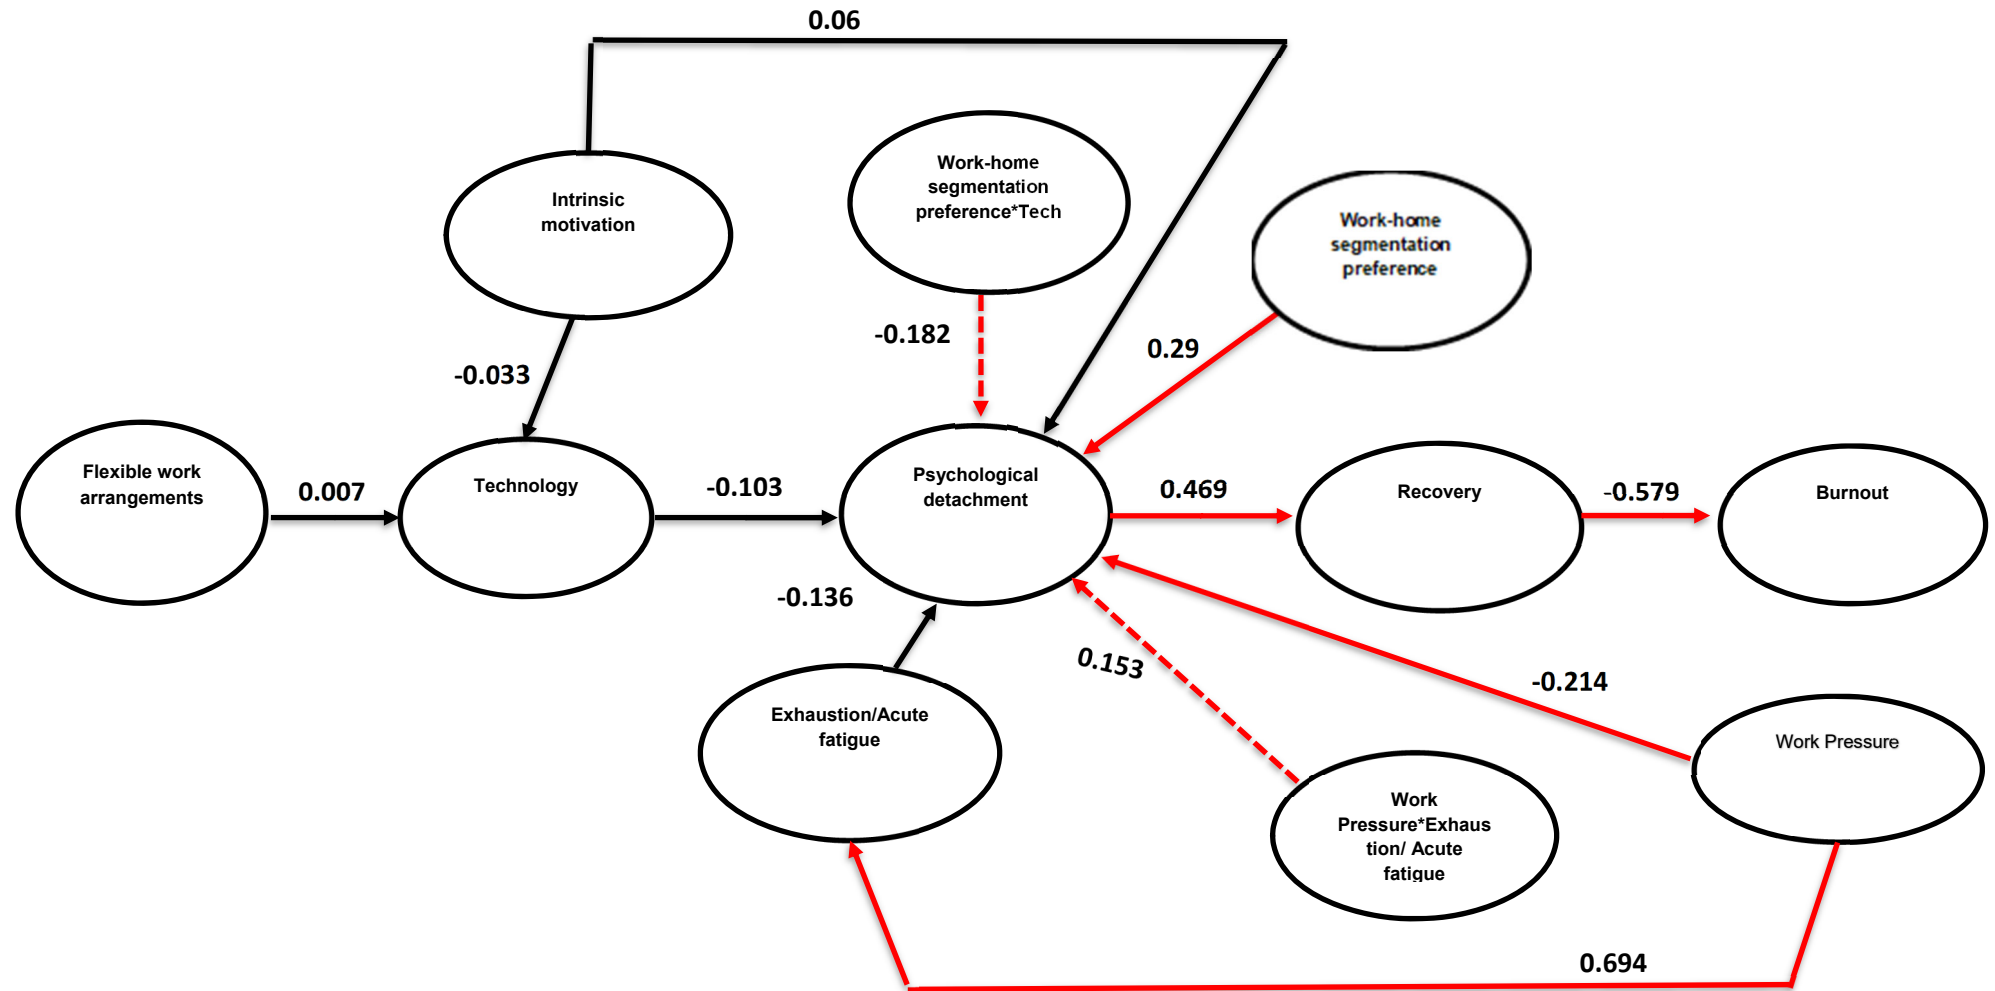 0.06
Work-home
segmentation
preference*Tech
Intrinsic
motivation
Work-home
segmentation
preference
-0.182
0.29
-0.033
Flexible work
arrangements
0.007
Technology
-0.103
Psychological
detachment
0.469
Recovery
-0.579
Burnout
-0.136
0.153
-0.214
Exhaustion/Acute
fatigue
Work Pressure
Work
Pressure*Exhaus
tion/ Acute
fatigue
0.694